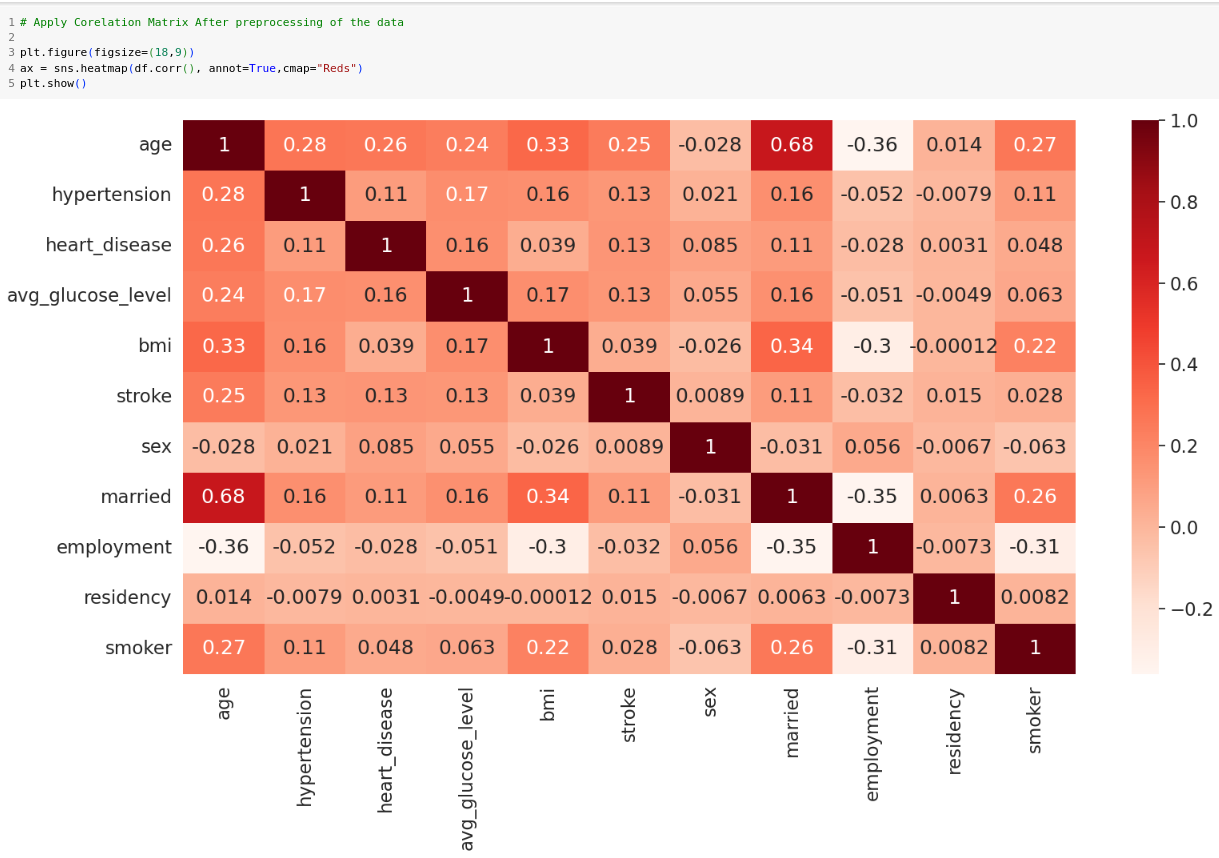 1 # Apply Corelation Matrix After preprocessing of the data
2
3 plt.figure(figsize=(18,9))
4 ax = sns.heatmap(df.corr(), annot=True,cmap="Reds")
5 plt.show()
age 1 0.28 0.26 0.24 0.33 0.25 -0.028 0.68 -0.36 0.014 0.27
hypertension 0.28 1 0.11 0.17 0.16 0.13 0.021 0.16 -0.052 -0.0079 0.11
heart_disease 0.26 0.11 1 0.16 0.039 0.13 0.085 0.11 -0.028 0.0031 0.048
avg_glucose_level 0.24 0.17 0.16 1 0.17 0.13 0.055 0.16 -0.051 -0.0049 0.063
bmi 0.33 0.16 0.039 0.17 1 0.039 -0.026 0.34 -0.3 -0.00012 0.22
stroke 0.25 0.13 0.13 0.13 0.039 1 0.0089 0.11 -0.032 0.015 0.028
sex -0.028 0.021 0.085 0.055 -0.026 0.0089 1 -0.031 0.056 -0.0067 -0.063
married 0.68 0.16 0.11 0.16 0.34 0.11 -0.031 1 -0.35 0.0063 0.26
employment -0.36 -0.052 -0.028 -0.051 -0.3 -0.032 0.056 -0.35 1 -0.0073 -0.31
residency 0.014 -0.0079 0.0031 -0.0049 -0.00012 0.015 -0.0067 0.0063 -0.0073 1 0.0082
smoker 0.27 0.11 0.048 0.063 0.22 0.028 -0.063 0.26 -0.31 0.0082 1
age hypertension heart_disease avg_glucose_level bmi stroke sex married employment residency smoker
1.0
0.8
0.6
0.4
0.2
0.0
−0.2